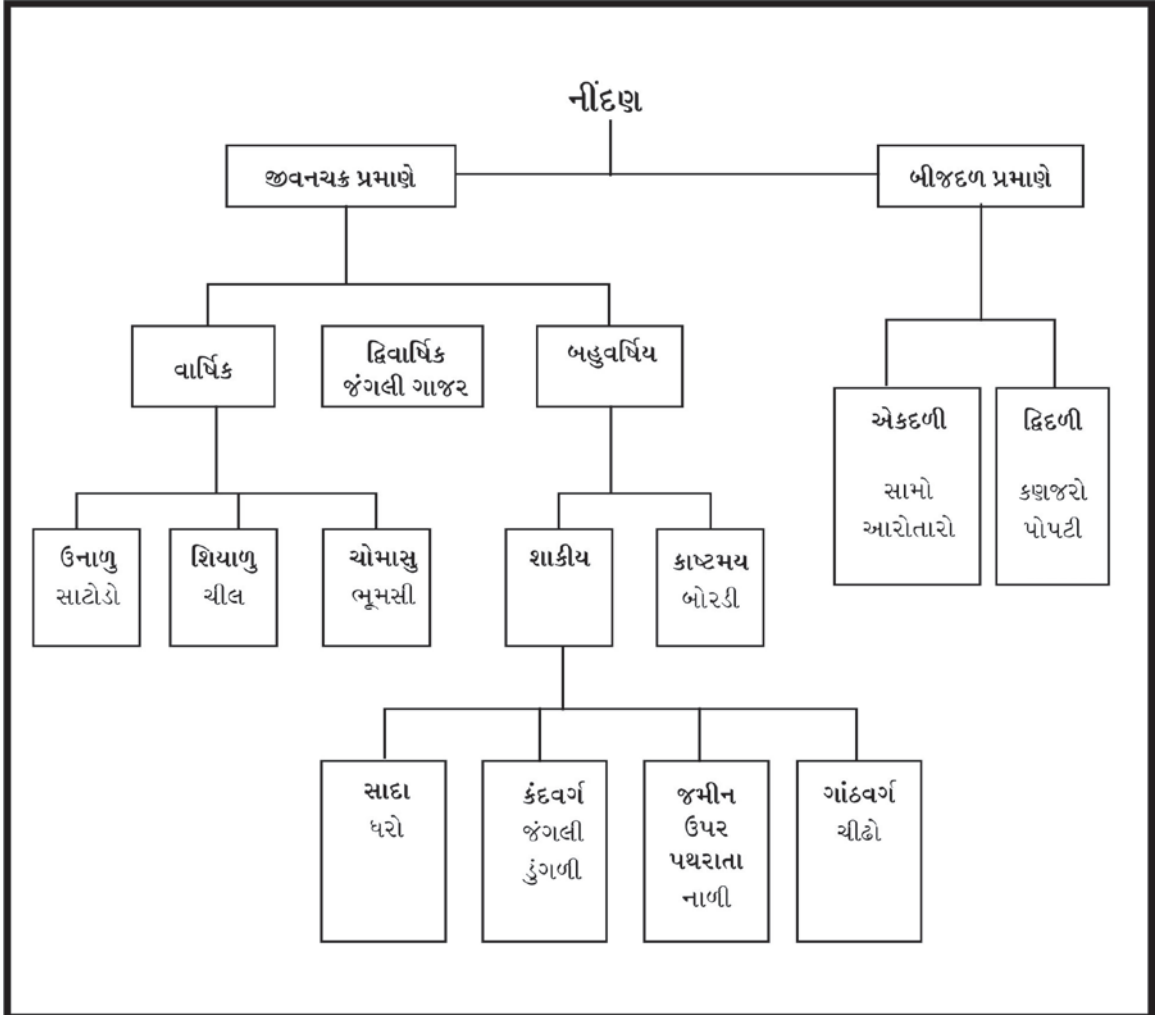 નીંદણ
જીવનચક્ર પ્રમાણે
બીજદળ પ્રમાણે
વાર્ષિક
દ્વિવાર્ષિક
જંગલી ગાજર
બહુવર્ષિય
એકદળી
સામો
આરોતારો
દ્વિદળી
કણજરો
પોપટી
ઉનાળુ
સાટોડો
શિયાળુ
ચીલ
ચોમાસુ
ભૂમસી
શાકીય
કાષ્ટમય
બોરડી
સાદા
ધરો
કંદવર્ગ
જંગલી
ડુંગળી
જમીન
ઉપર
પથરાતા
નાળી
ગાંઠવર્ગ
ચીઢો